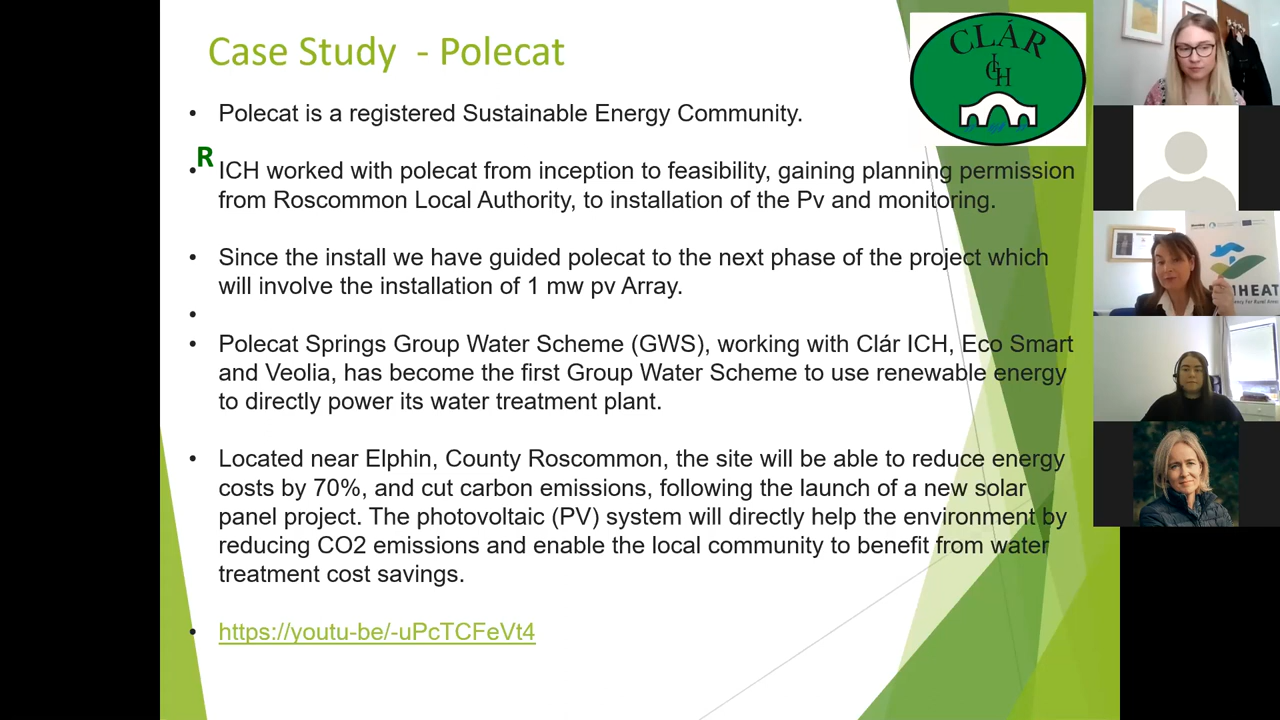 Case Study - Polecat
CLÁR
ICH
• Polecat is a registered Sustainable Energy Community.
R
• ICH worked with polecat from inception to feasibility, gaining planning permission
from Roscommon Local Authority, to installation of the Pv and monitoring.
• Since the install we have guided polecat to the next phase of the project which
will involve the installation of 1 mw pv Array.
•
• Polecat Springs Group Water Scheme (GWS), working with Clár ICH, Eco Smart
and Veolia, has become the first Group Water Scheme to use renewable energy
to directly power its water treatment plant.
• Located near Elphin, County Roscommon, the site will be able to reduce energy
costs by 70%, and cut carbon emissions, following the launch of a new solar
panel project. The photovoltaic (PV) system will directly help the environment by
reducing CO2 emissions and enable the local community to benefit from water
treatment cost savings.
• https://youtu-be/-uPcTCFeVt4
HEAT